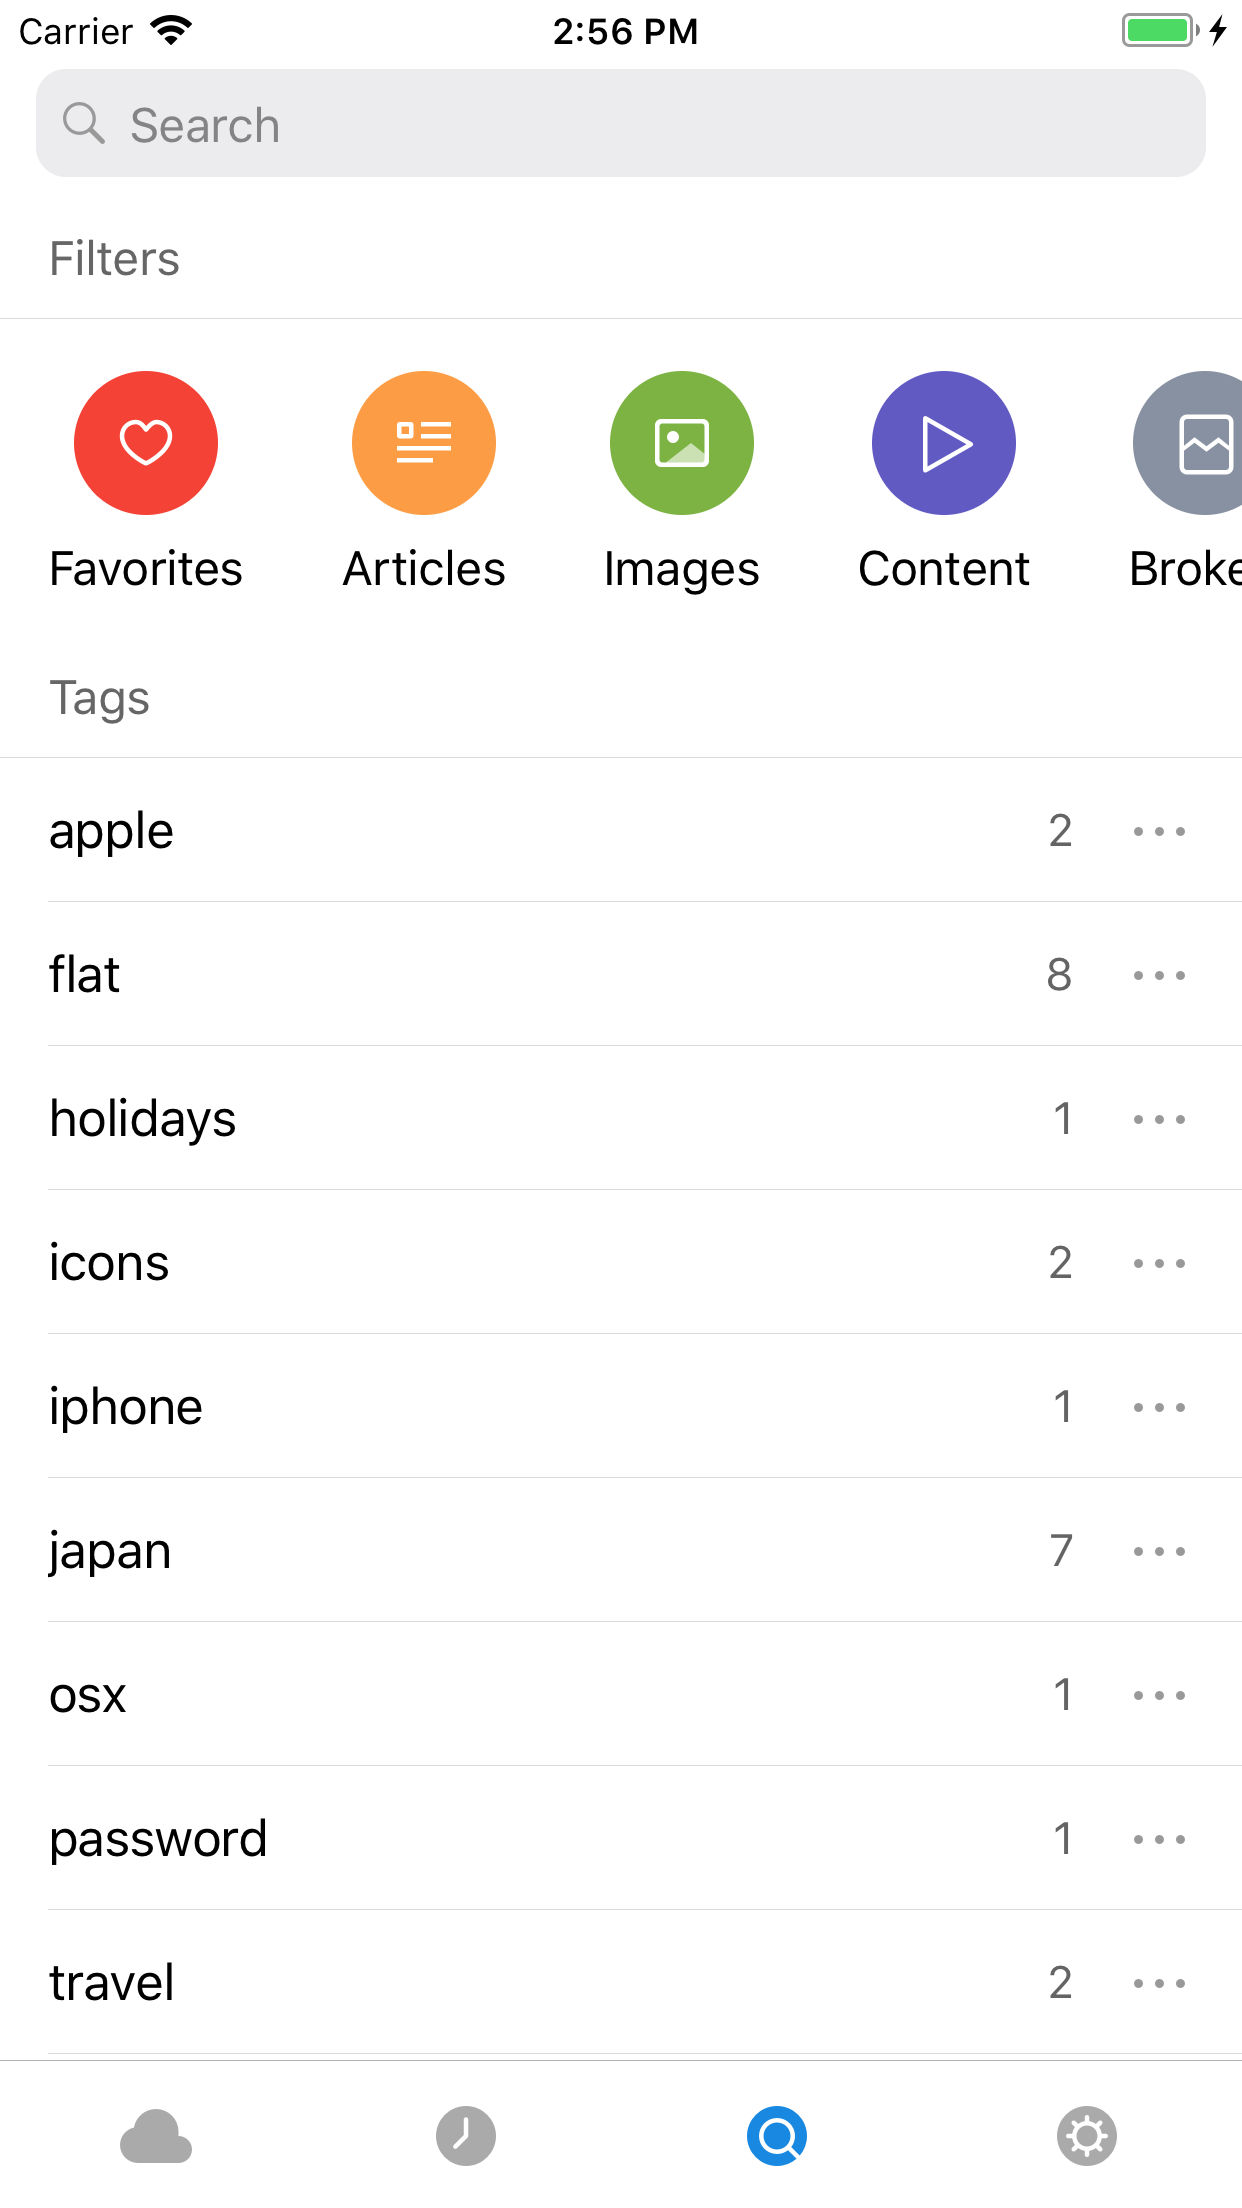 Carrier 2:56 PM
Search
Filters
Favorites Articles Images Content Broke
Tags
apple 2
flat 8
holidays 1
icons 2
iphone 1
japan 7
osx 1
password 1
travel 2